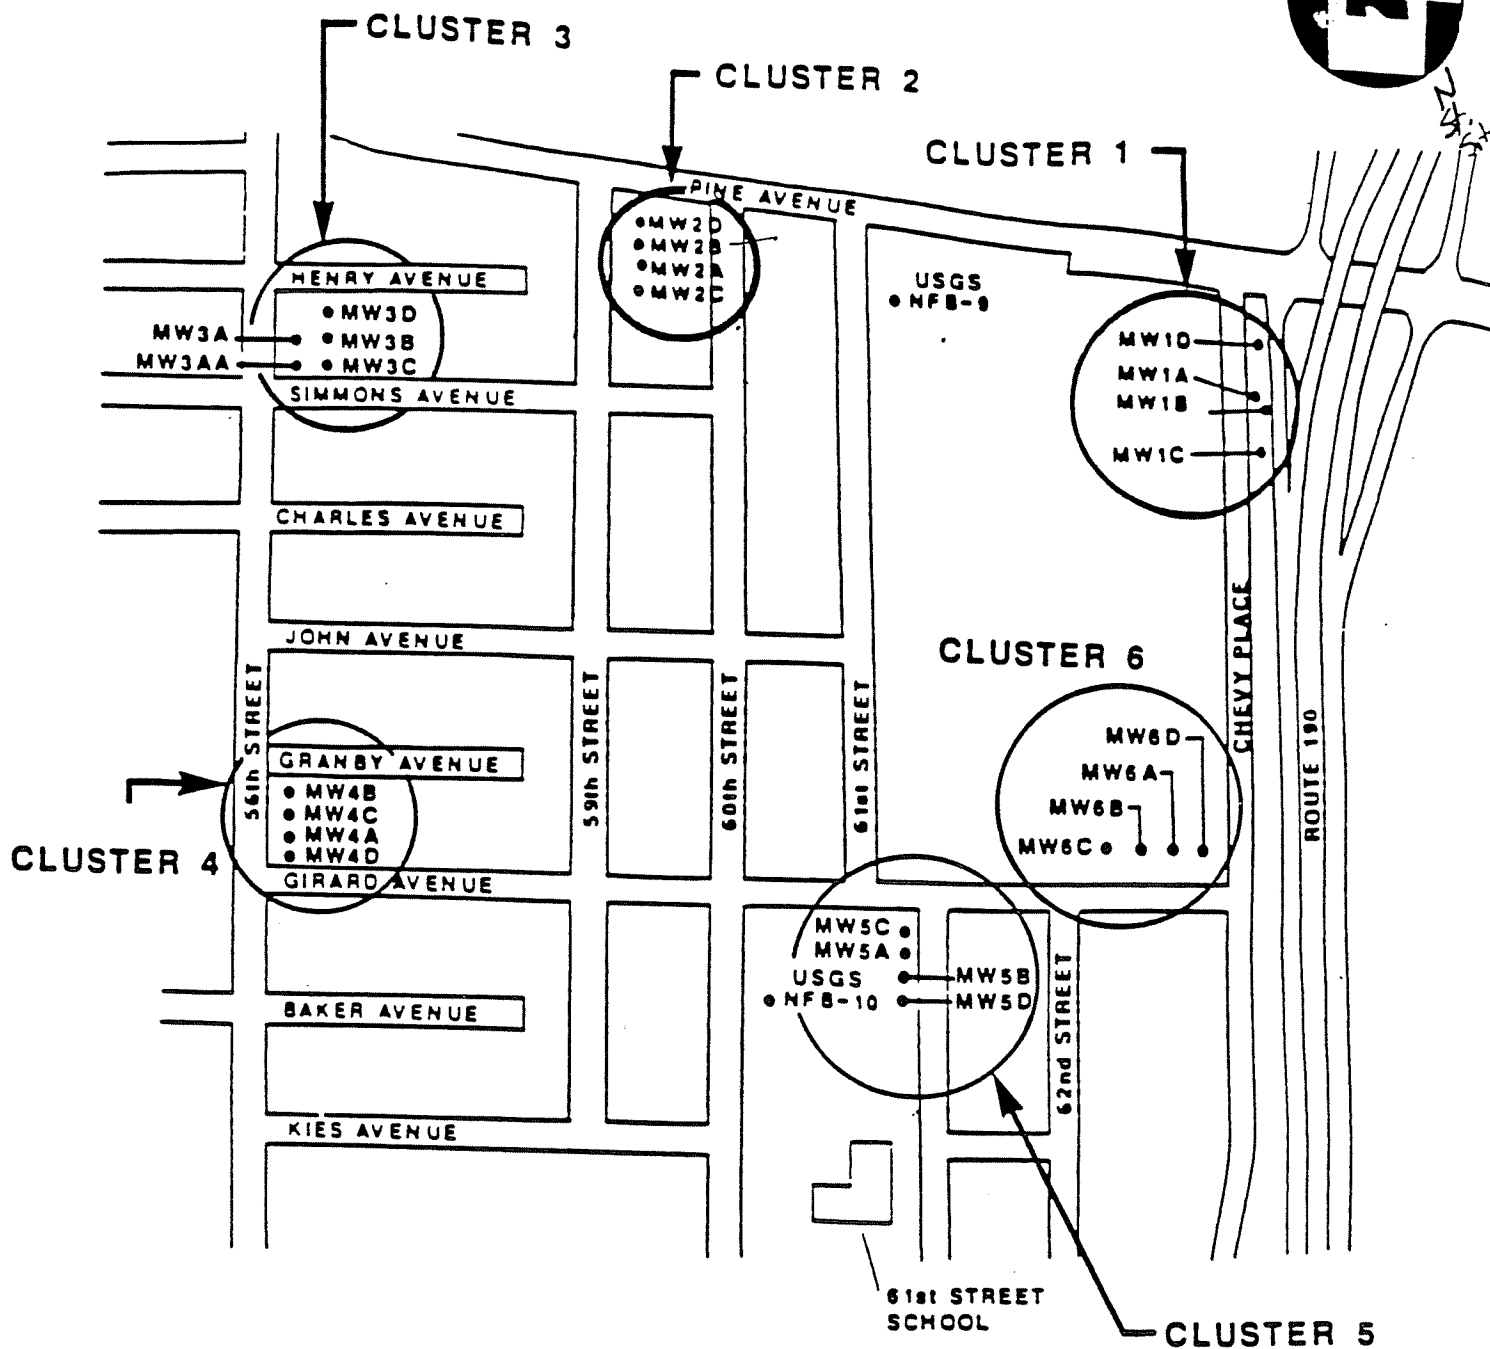 CLUSTER 3
CLUSTER 2
CLUSTER 1
PINE AVENUE
MW2D
MW2B
MW2A
MW2C
HENRY AVENUE
MW3D
MW3A
MW3B
MW3AA
MW3C
SIMMONS AVENUE
USGS
NFB-9
MW1D
MW1A
MW1B
MW1C
CHARLES AVENUE
JOHN AVENUE
CLUSTER 6
56th STREET
59th STREET
60th STREET
61st STREET
CHEVY PLACE
ROUTE 190
GRANBY AVENUE
MW4B
MW4C
MW4A
MW4D
CLUSTER 4
GIRARD AVENUE
MW6D
MW6A
MW6B
MW6C
MW5C
MW5A
USGS
MW5B
NFB-10
MW5D
62nd STREET
BAKER AVENUE
KIES AVENUE
61st STREET
SCHOOL
CLUSTER 5